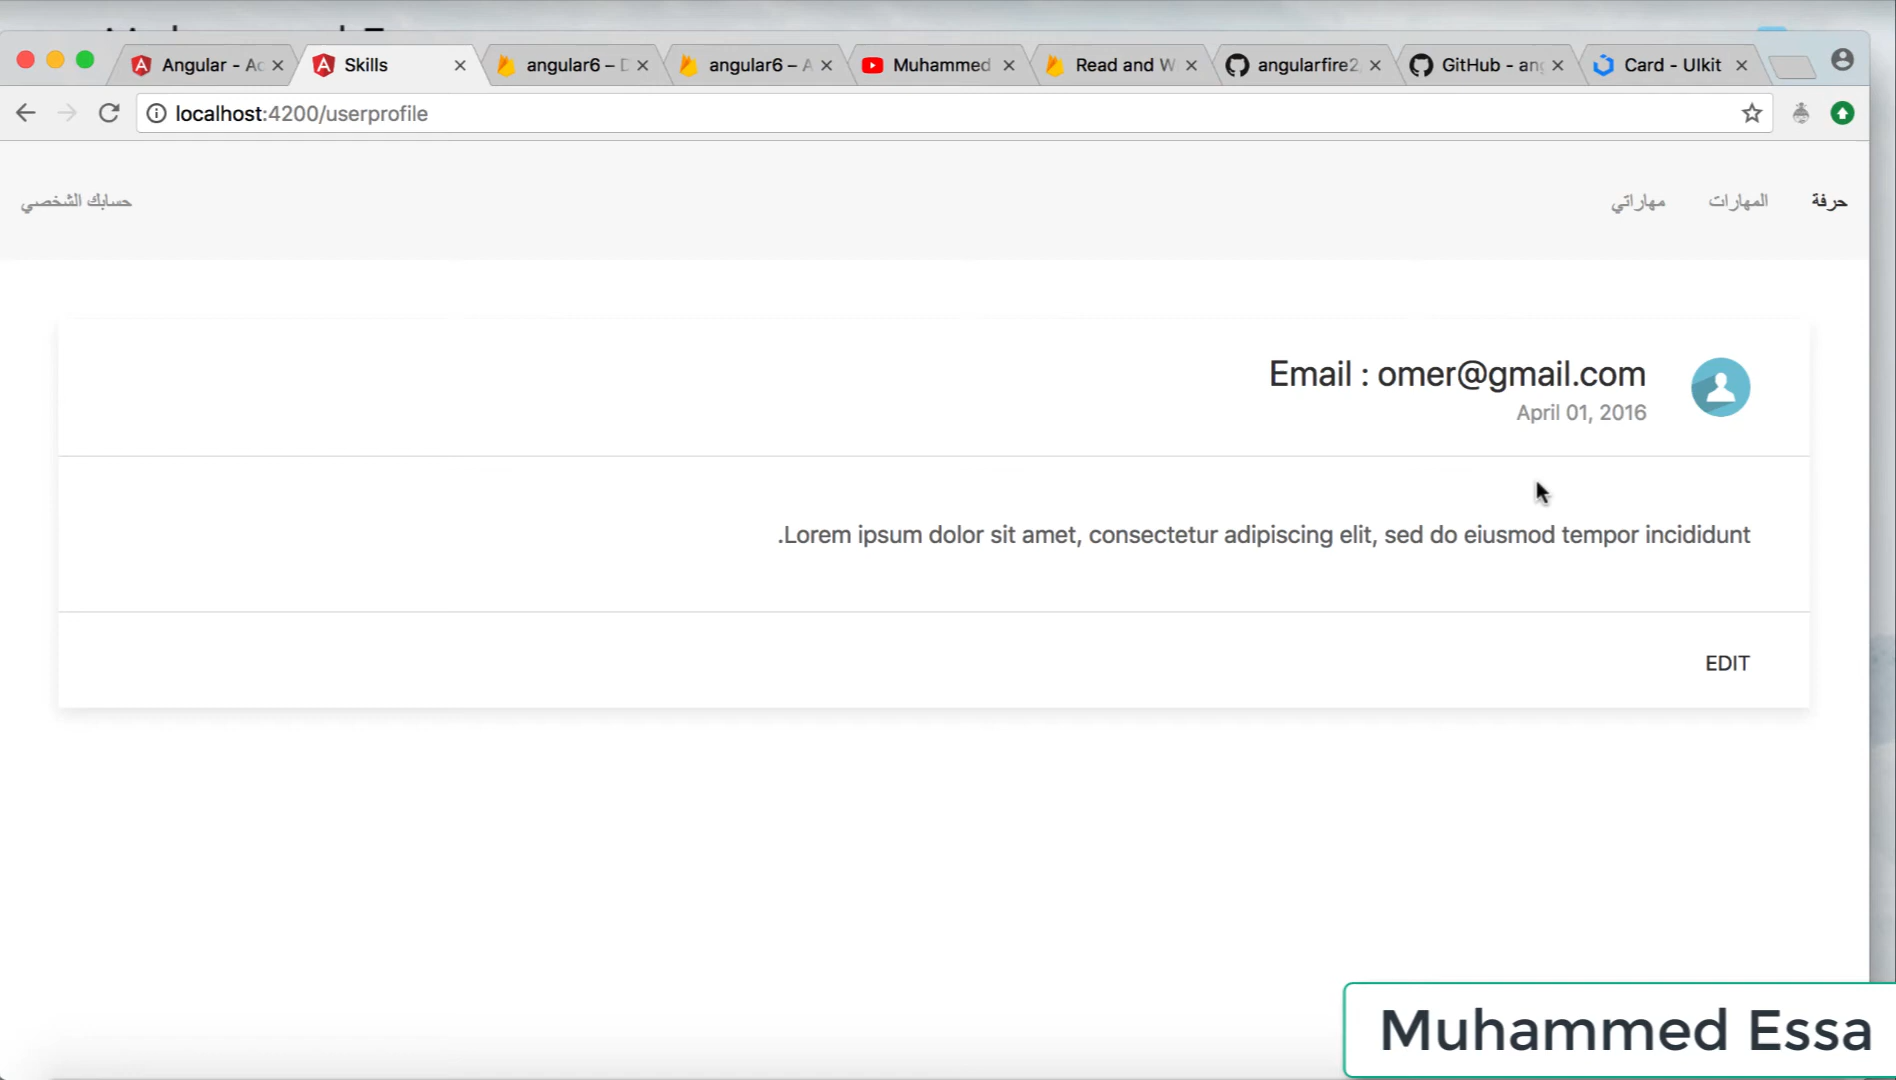 Angular - Ac
Skills
angular6 –
angular6 –
Muhammed
Read and W
angularfire2
GitHub - ang
Card - UIkit
localhost:4200/userprofile
حرفة
المهارات
مهاراتي
حسابك الشخصي
Email : omer@gmail.com
April 01, 2016
.Lorem ipsum dolor sit amet, consectetur adipiscing elit, sed do eiusmod tempor incididunt
EDIT
Muhammed Essa